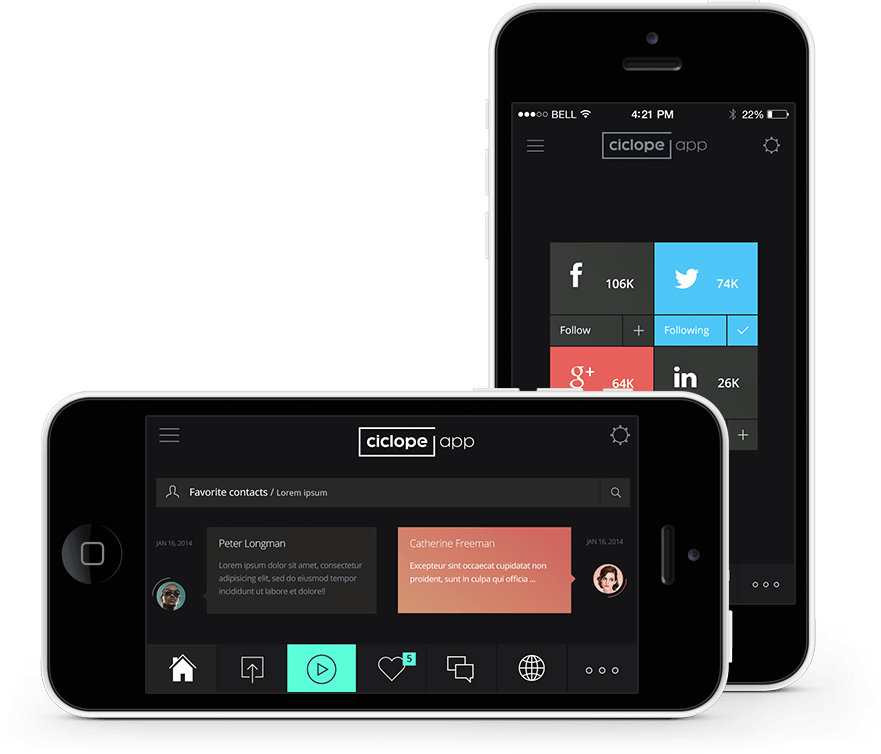 BELL 4:21 PM 22%
ciclope app
f 106K
74K
Follow +
Following
g+ 64K
in 26K
+
ciclope app
Favorite contacts / Lorem ipsum
JAN 16, 2014
Peter Longman
Lorem ipsum dolor sit amet, consectetur
adipisicing elit, sed do eiusmod tempor
incididunt ut labore et dolore!!
Catherine Freeman
Excepteur sint occaecat cupidatat non
proident, sunt in culpa qui officia ...
JAN 16, 2014
5